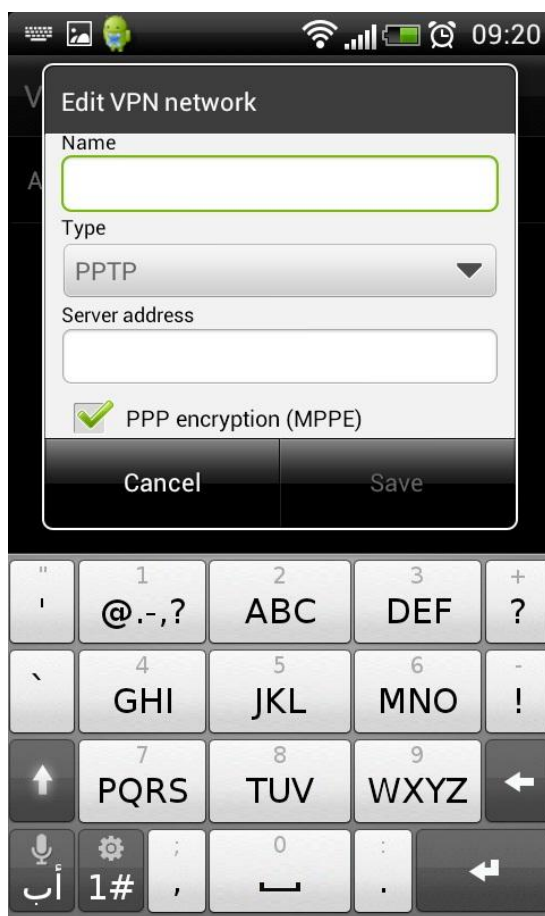 09:20
V
Edit VPN network
Name
A
Type
PPTP
Server address
PPP encryption (MPPE)
Cancel Save
" 1 2 3 +
' @.-,? ABC DEF ?
4 5 6 -
` GHI JKL MNO !
7 8 9
PQRS TUV WXYZ
; 0 :
أب 1# , .